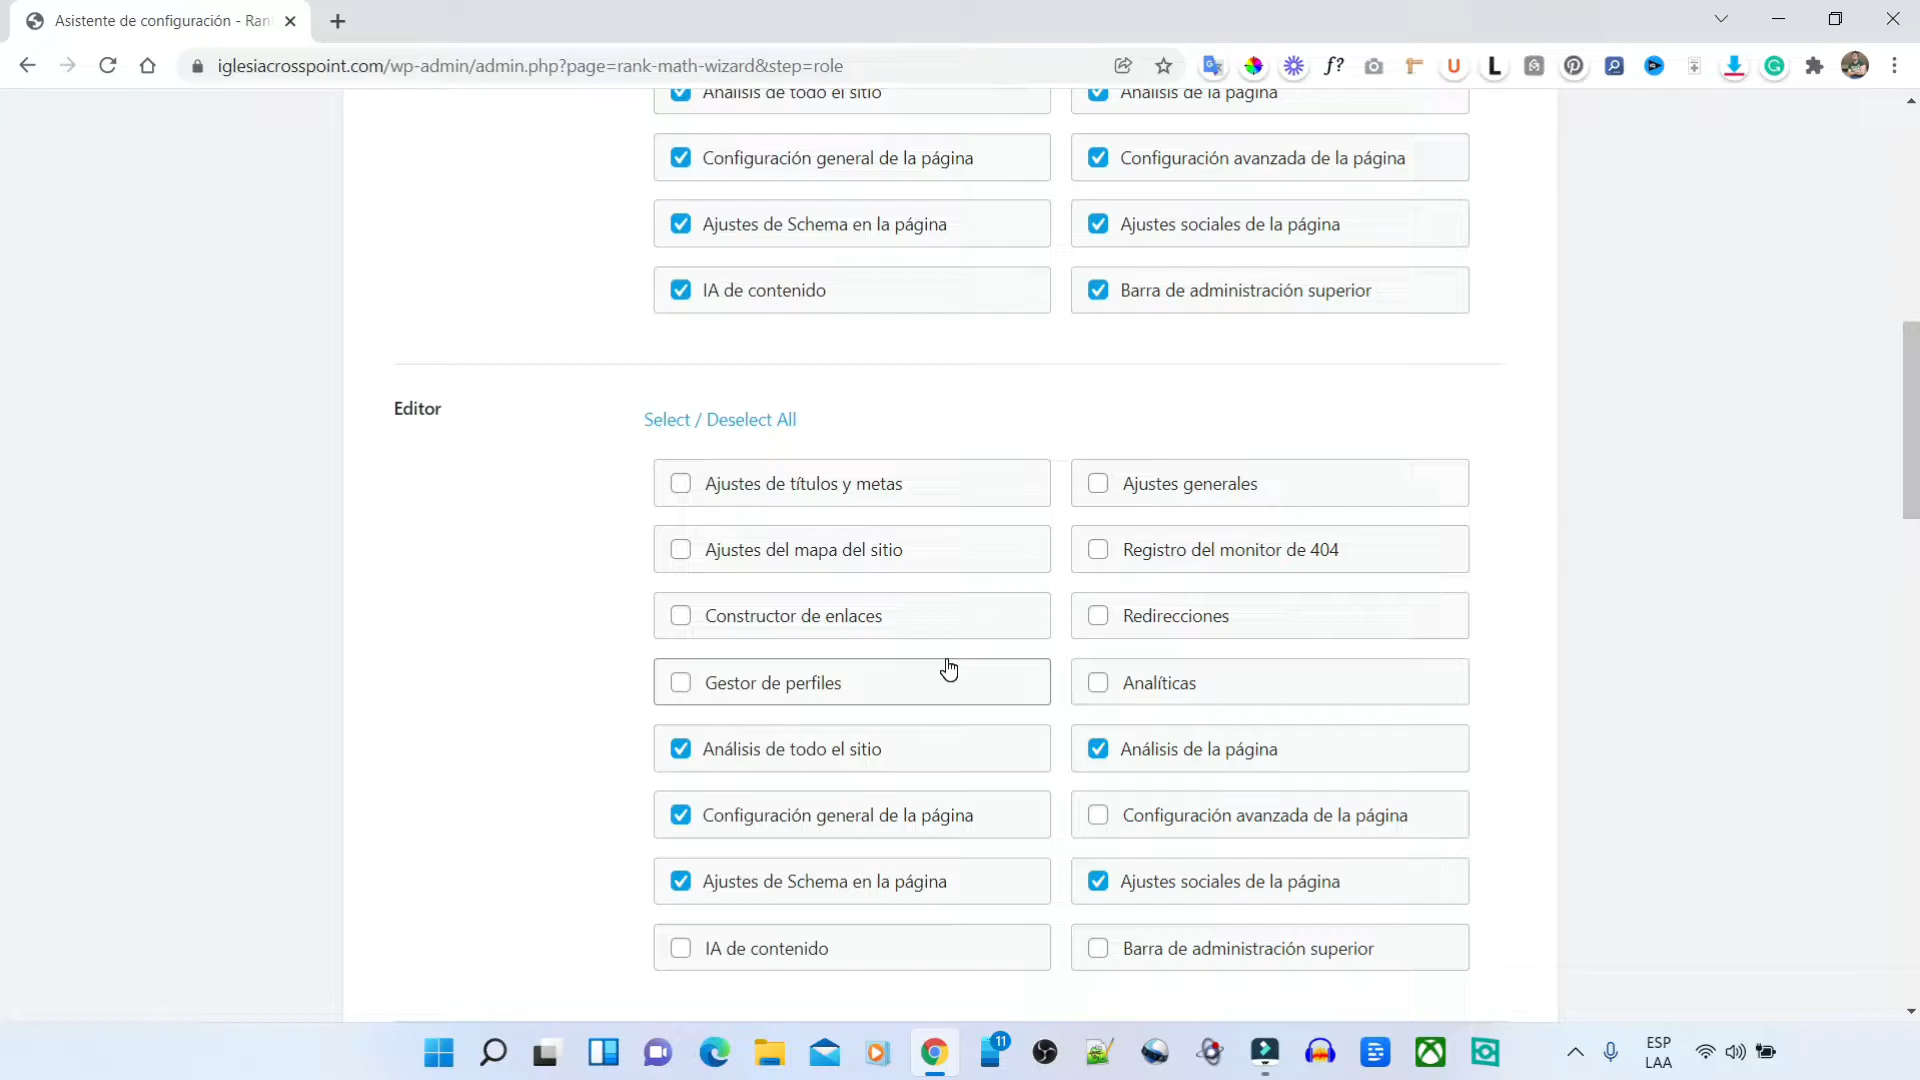 Asistente de configuración - Ran
iglesiacrosspoint.com/wp-admin/admin.php?page=rank-math-wizard&step=role
f?
U
L
Análisis de todo el sitio
Análisis de la página
Configuración general de la página
Configuración avanzada de la página
Ajustes de Schema en la página
Ajustes sociales de la página
IA de contenido
Barra de administración superior
Editor
Select / Deselect All
Ajustes de títulos y metas
Ajustes generales
Ajustes del mapa del sitio
Registro del monitor de 404
Constructor de enlaces
Redirecciones
Gestor de perfiles
Analíticas
Análisis de todo el sitio
Análisis de la página
Configuración general de la página
Configuración avanzada de la página
Ajustes de Schema en la página
Ajustes sociales de la página
IA de contenido
Barra de administración superior
11
ESP
LAA